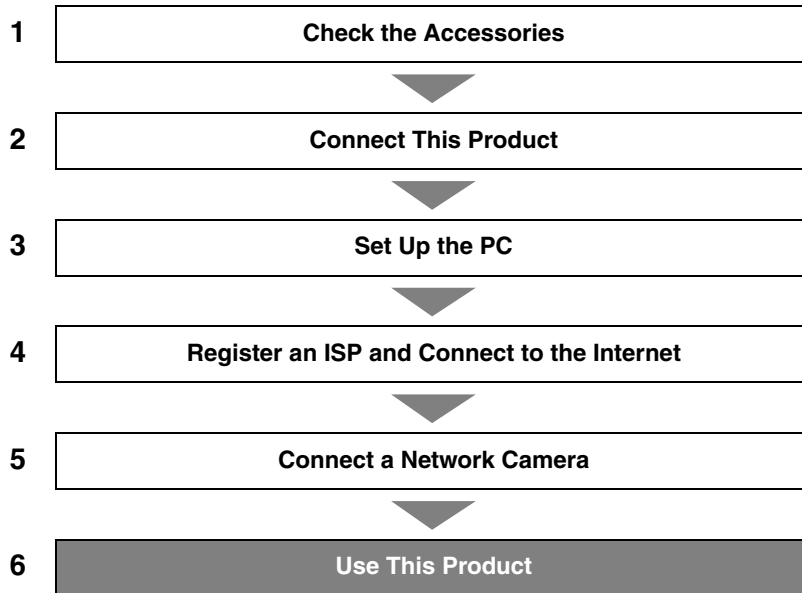 1 Check the Accessories
2 Connect This Product
3 Set Up the PC
4 Register an ISP and Connect to the Internet
5 Connect a Network Camera
6 Use This Product